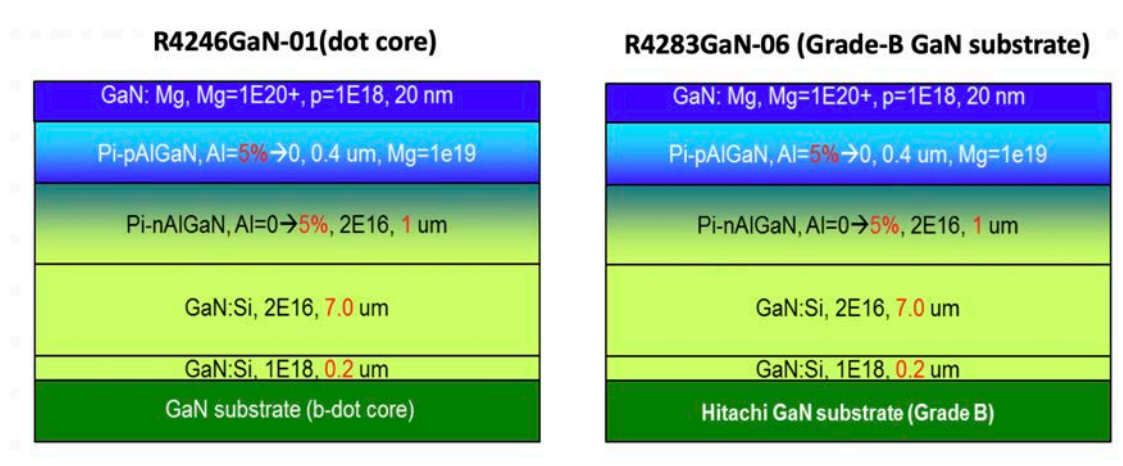 R4246GaN-01(dot core)
GaN: Mg, Mg=1E20+, p=1E18, 20 nm
Pi-pAlGaN, Al=5%→0, 0.4 um, Mg=1e19
Pi-nAlGaN, Al=0→5%, 2E16, 1 um
GaN:Si, 2E16, 7.0 um
GaN:Si, 1E18, 0.2 um
GaN substrate (b-dot core)
R4283GaN-06 (Grade-B GaN substrate)
GaN: Mg, Mg=1E20+, p=1E18, 20 nm
Pi-pAlGaN, Al=5%→0, 0.4 um, Mg=1e19
Pi-nAlGaN, Al=0→5%, 2E16, 1 um
GaN:Si, 2E16, 7.0 um
GaN:Si, 1E18, 0.2 um
Hitachi GaN substrate (Grade B)